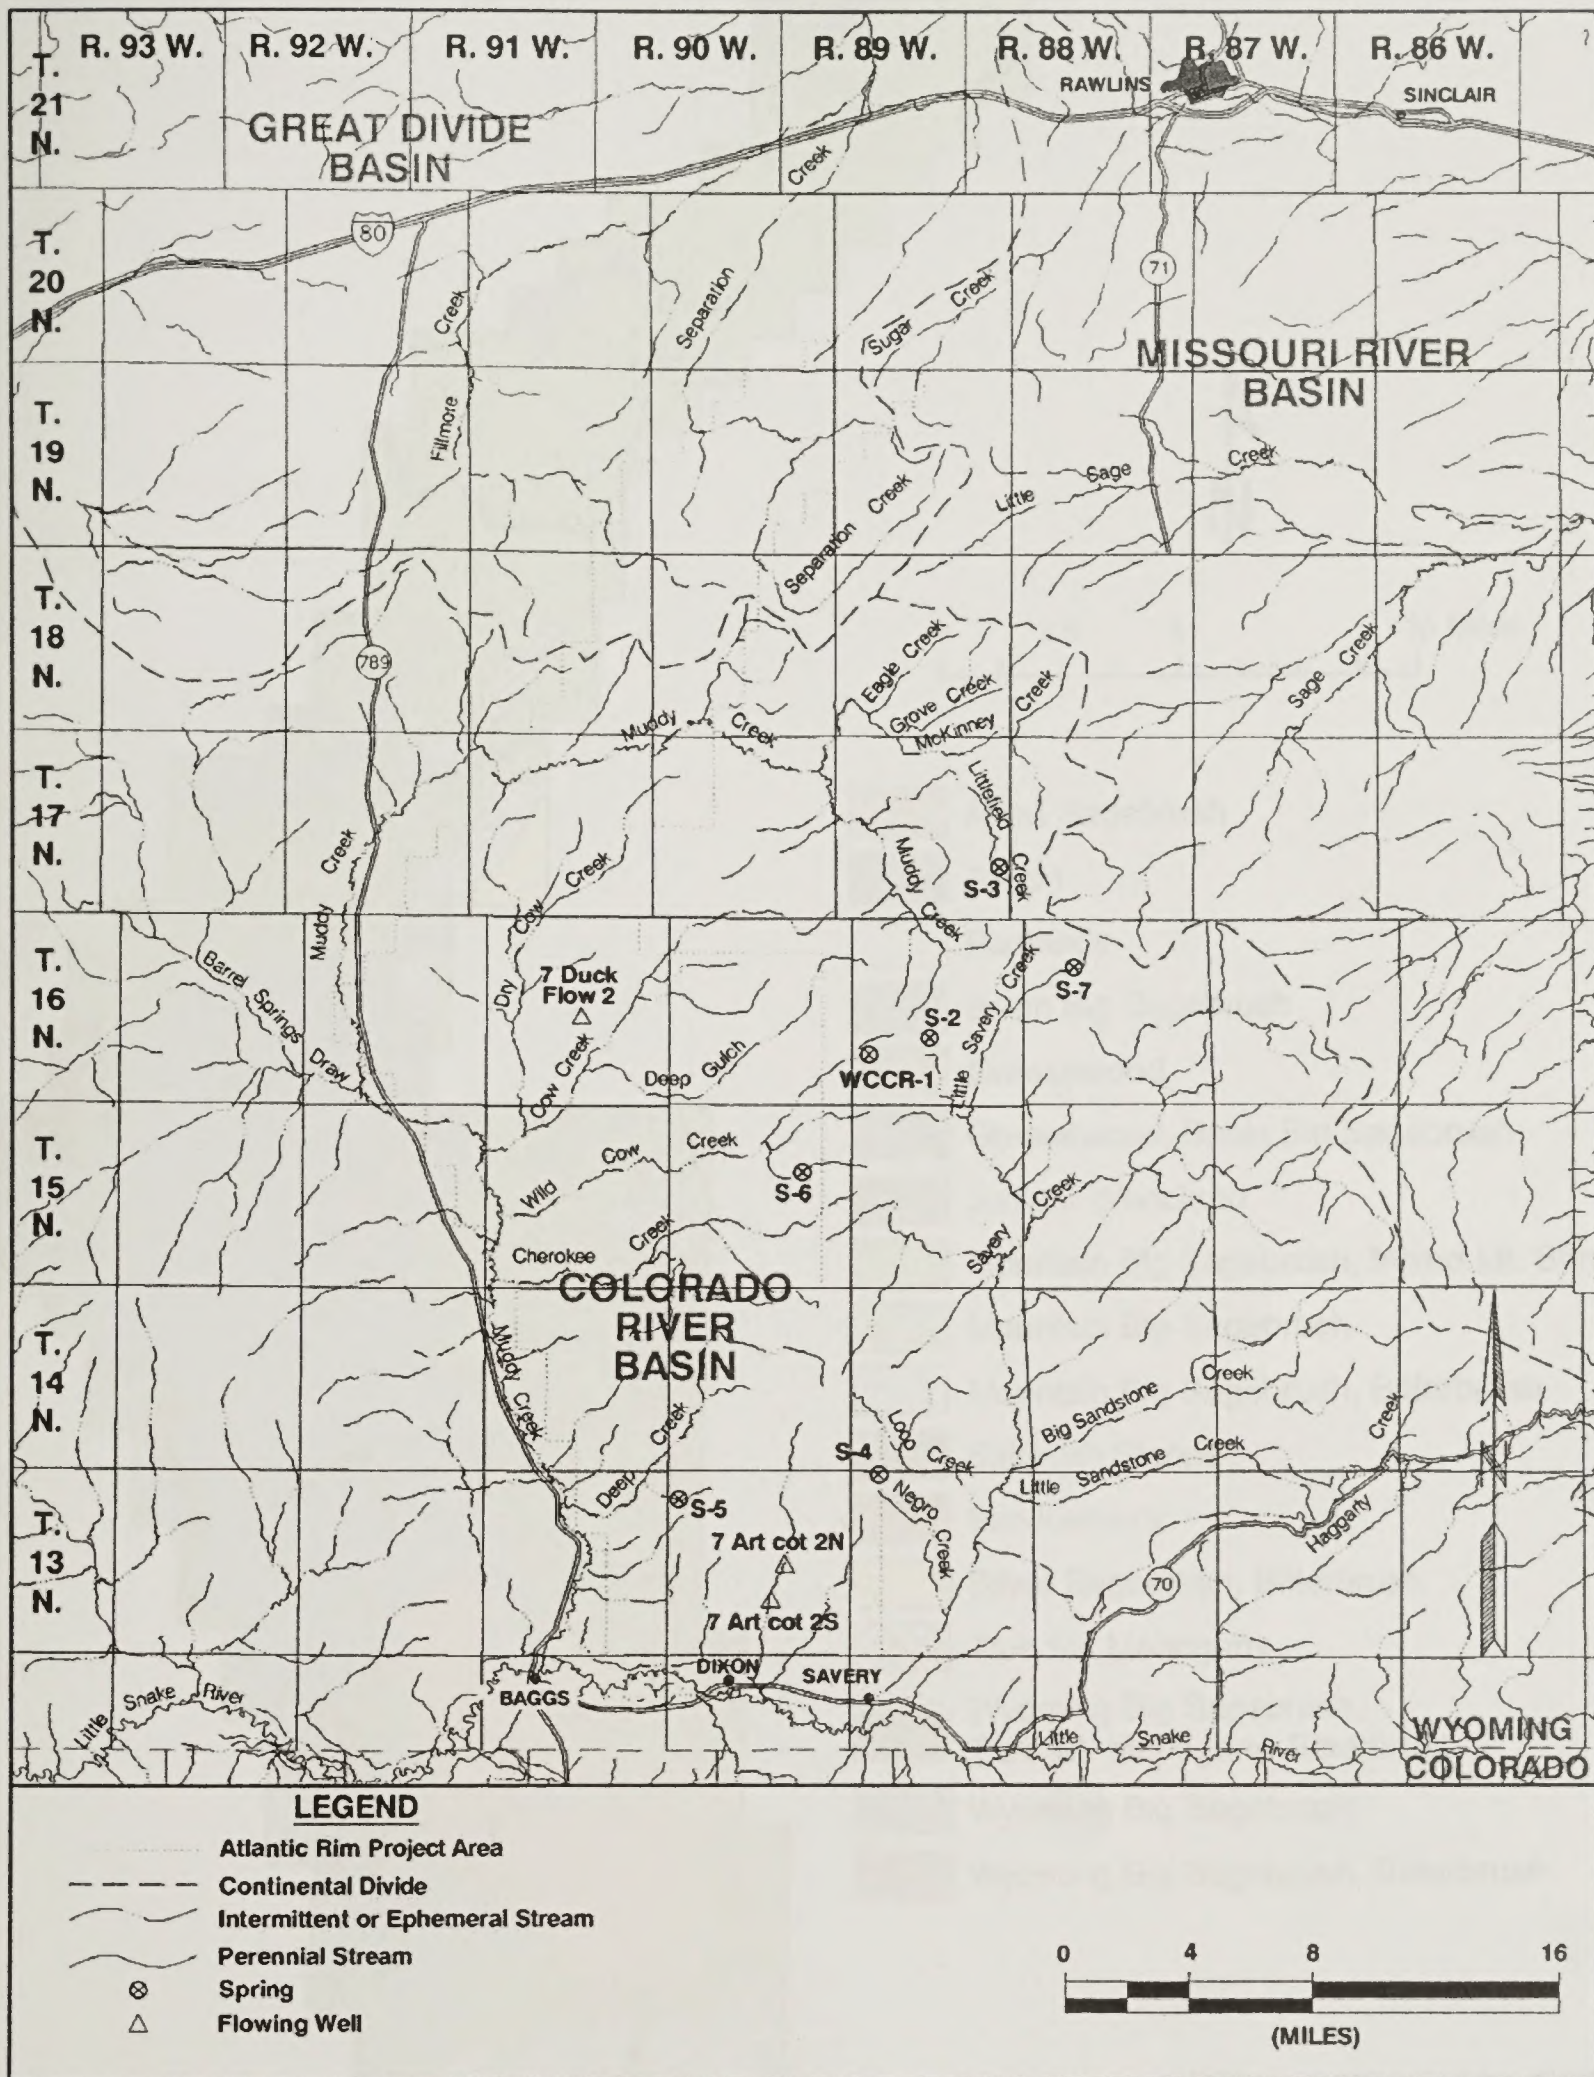 R. 93 W.
R. 92 W.
R. 91 W.
R. 90 W.
R. 89 W.
R. 88 W.
R. 87 W.
R. 86 W.
T.
21
N.
RAWLINS
SINCLAIR
GREAT DIVIDE
BASIN
Creek
T.
20
N.
80
71
Creek
Separation
Sugar Creek
MISSOURI RIVER
BASIN
T.
19
N.
Fillmore
Separation Creek
Little Sage Creek
T.
18
N.
789
Eagle Creek
Grove Creek
McKinney Creek
Sage Creek
Muddy Creek
T.
17
N.
Muddy Creek
Cow Creek
Dry
Littlefield Creek
Muddy Creek
S-3
T.
16
N.
Barrel Springs Draw
7 Duck
Flow 2
Cow Creek
Deep Gulch
S-2
S-7
WCCR-1
Little Savery Creek
T.
15
N.
Wild Cow Creek
S-6
Cherokee Creek
Savery Creek
COLORADO
RIVER
BASIN
T.
14
N.
Muddy Creek
Deep Creek
Loco Creek
Big Sandstone Creek
Little Sandstone Creek
Haggarty Creek
S-4
Negro Creek
T.
13
N.
S-5
7 Art cot 2N
7 Art cot 2S
70
BAGGS
DIXON
SAVERY
Little Snake River
Little Snake River
WYOMING
COLORADO
LEGEND
Atlantic Rim Project Area
Continental Divide
Intermittent or Ephemeral Stream
Perennial Stream
Spring
Flowing Well
0 4 8 16
(MILES)